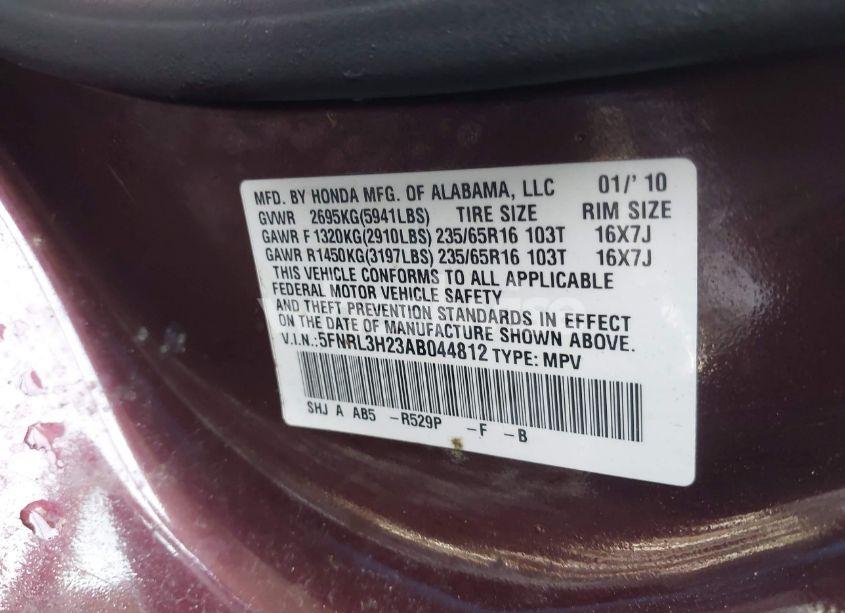 MFD. BY HONDA MFG. OF ALABAMA, LLC 01/' 10
GVWR 2695KG(5941LBS) TIRE SIZE RIM SIZE
GAWR F1320KG(2910LBS) 235/65R16 103T 16X7J
GAWR R1450KG(3197LBS) 235/65R16 103T 16X7J
THIS VEHICLE CONFORMS TO ALL APPLICABLE
FEDERAL MOTOR VEHICLE SAFETY
AND THEFT PREVENTION STANDARDS IN EFFECT
ON THE DATE OF MANUFACTURE SHOWN ABOVE.
V.I.N.:5FNRL3H23AB044812 TYPE: MPV
SHJ A AB5 -R529P -F -B